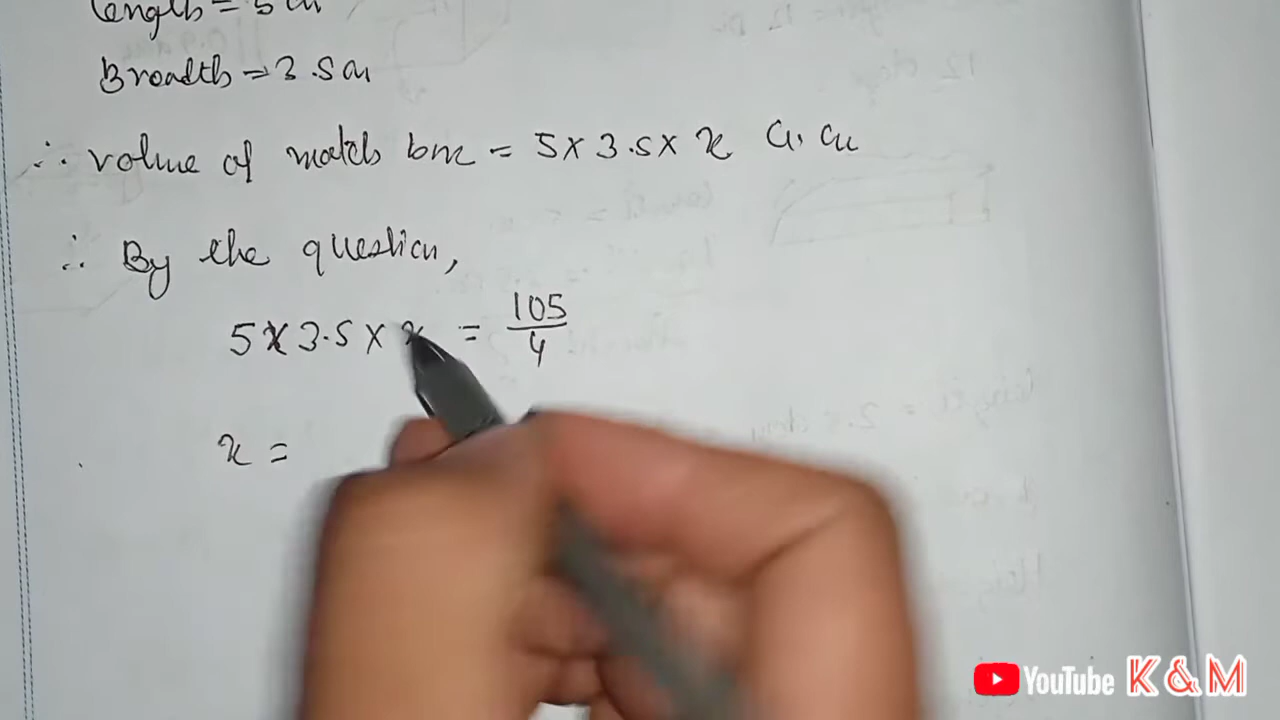 Length = 5 cm
Breadth = 3.5 cm
∴ volume of match box = 5 × 3.5 × x cu. cm
∴ By the question,
5 × 3.5 × x = 105/4
x =
YouTube K & M